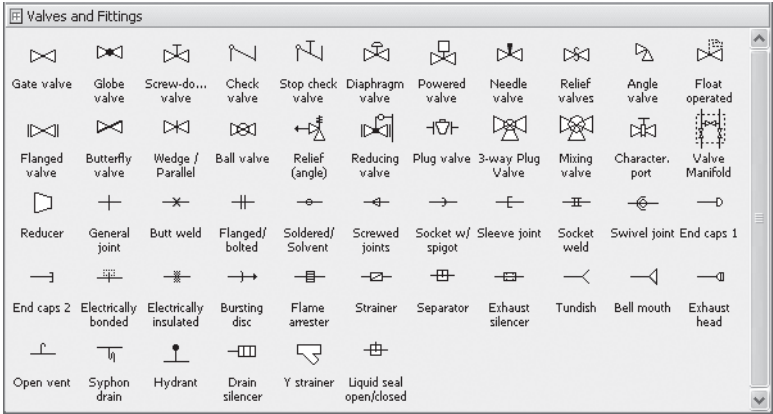 Valves and Fittings
Gate valve Globe valve Screw-do... valve Check valve Stop check valve Diaphragm valve Powered valve Needle valve Relief valves Angle valve Float operated
Flanged valve Butterfly valve Wedge / Parallel Ball valve Relief (angle) Reducing valve Plug valve 3-way Plug Valve Mixing valve Character. port Valve Manifold
Reducer General joint Butt weld Flanged/ bolted Soldered/ Solvent Screwed joints Socket w/ spigot Sleeve joint Socket weld Swivel joint End caps 1
End caps 2 Electrically bonded Electrically insulated Bursting disc Flame arrester Strainer Separator Exhaust silencer Tundish Bell mouth Exhaust head
Open vent Syphon drain Hydrant Drain silencer Y strainer Liquid seal open/closed